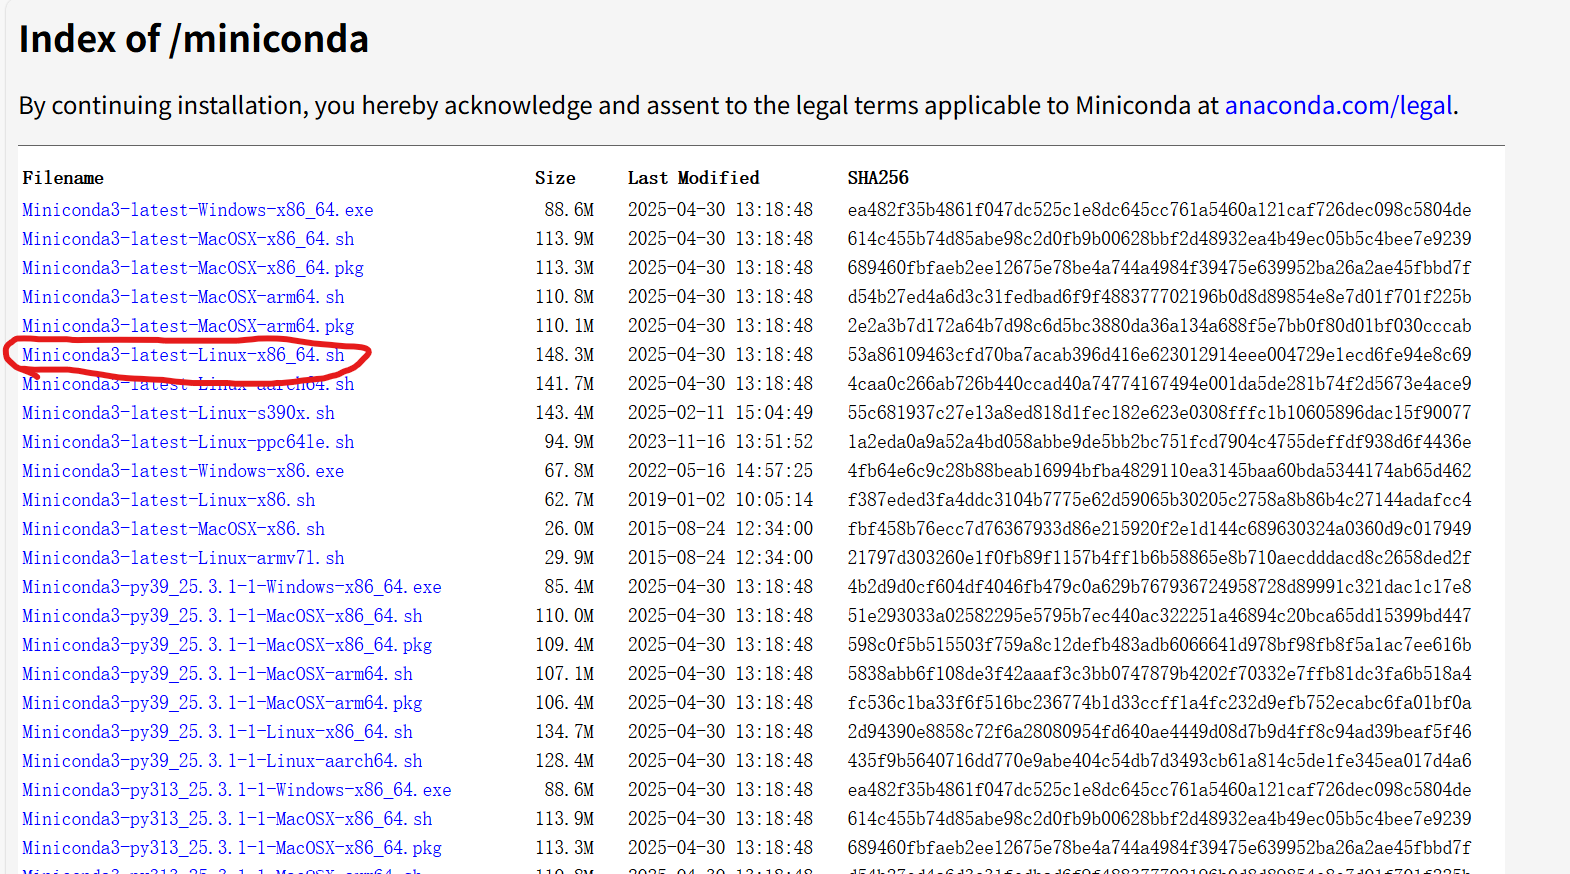 Index of /miniconda
By continuing installation, you hereby acknowledge and assent to the legal terms applicable to Miniconda at anaconda.com/legal.
Filename Size Last Modified SHA256
Miniconda3-latest-Windows-x86_64.exe 88.6M 2025-04-30 13:18:48 ea482f35b4861f047dc525c1e8dc645cc761a5460a121caf726dec098c5804de
Miniconda3-latest-MacOSX-x86_64.sh 113.9M 2025-04-30 13:18:48 614c455b74d85abe98c2d0fb9b00628bbf2d48932ea4b49ec05b5c4bee7e9239
Miniconda3-latest-MacOSX-x86_64.pkg 113.3M 2025-04-30 13:18:48 689460fbfaeb2ee12675e78be4a744a4984f39475e639952ba26a2ae45fbbd7f
Miniconda3-latest-MacOSX-arm64.sh 110.8M 2025-04-30 13:18:48 d54b27ed4a6d3c31fedbad6f9f488377702196b0d8d89854e8e7d01f701f225b
Miniconda3-latest-MacOSX-arm64.pkg 110.1M 2025-04-30 13:18:48 2e2a3b7d172a64b7d98c6d5bc3880da36a134a688f5e7bb0f80d01bf030cccab
Miniconda3-latest-Linux-x86_64.sh 148.3M 2025-04-30 13:18:48 53a86109463cfd70ba7acab396d416e623012914eee004729e1ecd6fe94e8c69
Miniconda3-latest-Linux-aarch64.sh 141.7M 2025-04-30 13:18:48 4caa0c266ab726b440ccad40a74774167494e001da5de281b74f2d5673e4ace9
Miniconda3-latest-Linux-s390x.sh 143.4M 2025-02-11 15:04:49 55c681937c27e13a8ed818d1fec182e623e0308fffc1b10605896dac15f90077
Miniconda3-latest-Linux-ppc64le.sh 94.9M 2023-11-16 13:51:52 1a2eda0a9a52a4bd058abbe9de5bb2bc751fcd7904c4755deffdf938d6f4436e
Miniconda3-latest-Windows-x86.exe 67.8M 2022-05-16 14:57:25 4fb64e6c9c28b88beab16994bfba4829110ea3145baa60bda5344174ab65d462
Miniconda3-latest-Linux-x86.sh 62.7M 2019-01-02 10:05:14 f387eded3fa4ddc3104b7775e62d59065b30205c2758a8b86b4c27144adafcc4
Miniconda3-latest-MacOSX-x86.sh 26.0M 2015-08-24 12:34:00 fbf458b76ecc7d76367933d86e215920f2e1d144c689630324a0360d9c017949
Miniconda3-latest-Linux-armv7l.sh 29.9M 2015-08-24 12:34:00 21797d303260e1f0fb89f1157b4ff1b6b58865e8b710aecdddacd8c2658ded2f
Miniconda3-py39_25.3.1-1-Windows-x86_64.exe 85.4M 2025-04-30 13:18:48 4b2d9d0cf604df4046fb479c0a629b767936724958728d89991c321dac1c17e8
Miniconda3-py39_25.3.1-1-MacOSX-x86_64.sh 110.0M 2025-04-30 13:18:48 51e293033a02582295e5795b7ec440ac322251a46894c20bca65dd15399bd447
Miniconda3-py39_25.3.1-1-MacOSX-x86_64.pkg 109.4M 2025-04-30 13:18:48 598c0f5b515503f759a8c12defb483adb6066641d978bf98fb8f5a1ac7ee616b
Miniconda3-py39_25.3.1-1-MacOSX-arm64.sh 107.1M 2025-04-30 13:18:48 5838abb6f108de3f42aaaf3c3bb0747879b4202f70332e7ffb81dc3fa6b518a4
Miniconda3-py39_25.3.1-1-MacOSX-arm64.pkg 106.4M 2025-04-30 13:18:48 fc536c1ba33f6f516bc236774b1d33ccff1a4fc232d9efb752ecabc6fa01bf0a
Miniconda3-py39_25.3.1-1-Linux-x86_64.sh 134.7M 2025-04-30 13:18:48 2d94390e8858c72f6a28080954fd640ae4449d08d7b9d4ff8c94ad39beaf5f46
Miniconda3-py39_25.3.1-1-Linux-aarch64.sh 128.4M 2025-04-30 13:18:48 435f9b5640716dd770e9abe404c54db7d3493cb61a814c5de1fe345ea017d4a6
Miniconda3-py313_25.3.1-1-Windows-x86_64.exe 88.6M 2025-04-30 13:18:48 ea482f35b4861f047dc525c1e8dc645cc761a5460a121caf726dec098c5804de
Miniconda3-py313_25.3.1-1-MacOSX-x86_64.sh 113.9M 2025-04-30 13:18:48 614c455b74d85abe98c2d0fb9b00628bbf2d48932ea4b49ec05b5c4bee7e9239
Miniconda3-py313_25.3.1-1-MacOSX-x86_64.pkg 113.3M 2025-04-30 13:18:48 689460fbfaeb2ee12675e78be4a744a4984f39475e639952ba26a2ae45fbbd7f